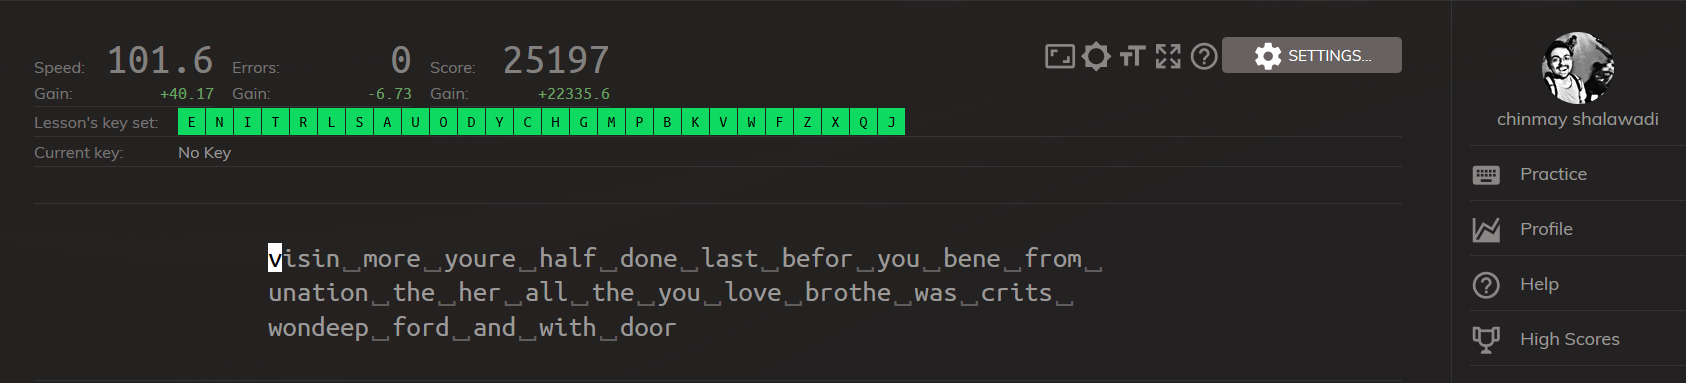 Speed: 101.6 Errors: 0 Score: 25197
Gain: +40.17 Gain: -6.73 Gain: +22335.6
Lesson's key set: E N I T R L S A U O D Y C H G M P B K V W F Z X Q J
Current key: No Key
SETTINGS...
visin␣more␣youre␣half␣done␣last␣befor␣you␣bene␣from␣
unation␣the␣her␣all␣the␣you␣love␣brothe␣was␣crits␣
wondeep␣ford␣and␣with␣door
chinmay shalawadi
Practice
Profile
Help
High Scores